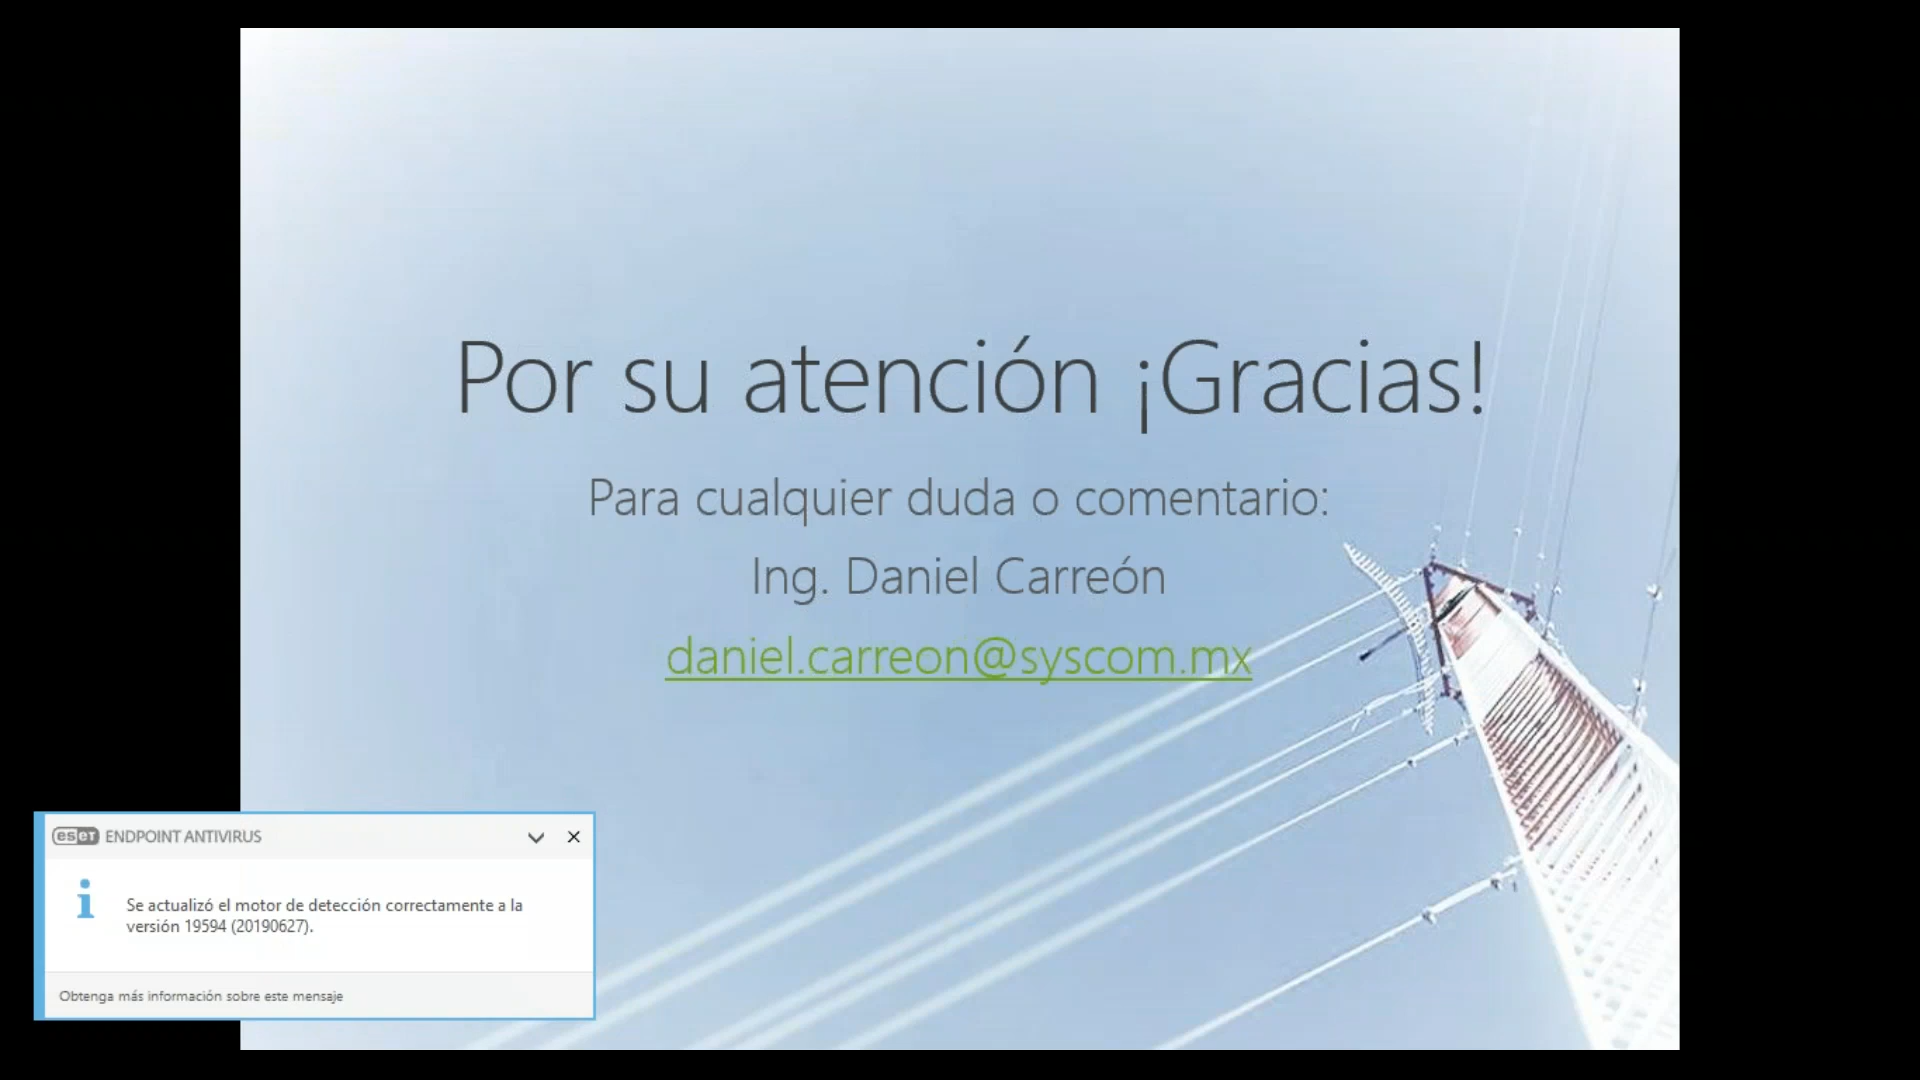 Por su atención ¡Gracias!
Para cualquier duda o comentario:
Ing. Daniel Carreón
daniel.carreon@syscom.mx
eseT ENDPOINT ANTIVIRUS
Se actualizó el motor de detección correctamente a la
versión 19594 (20190627).
Obtenga más información sobre este mensaje